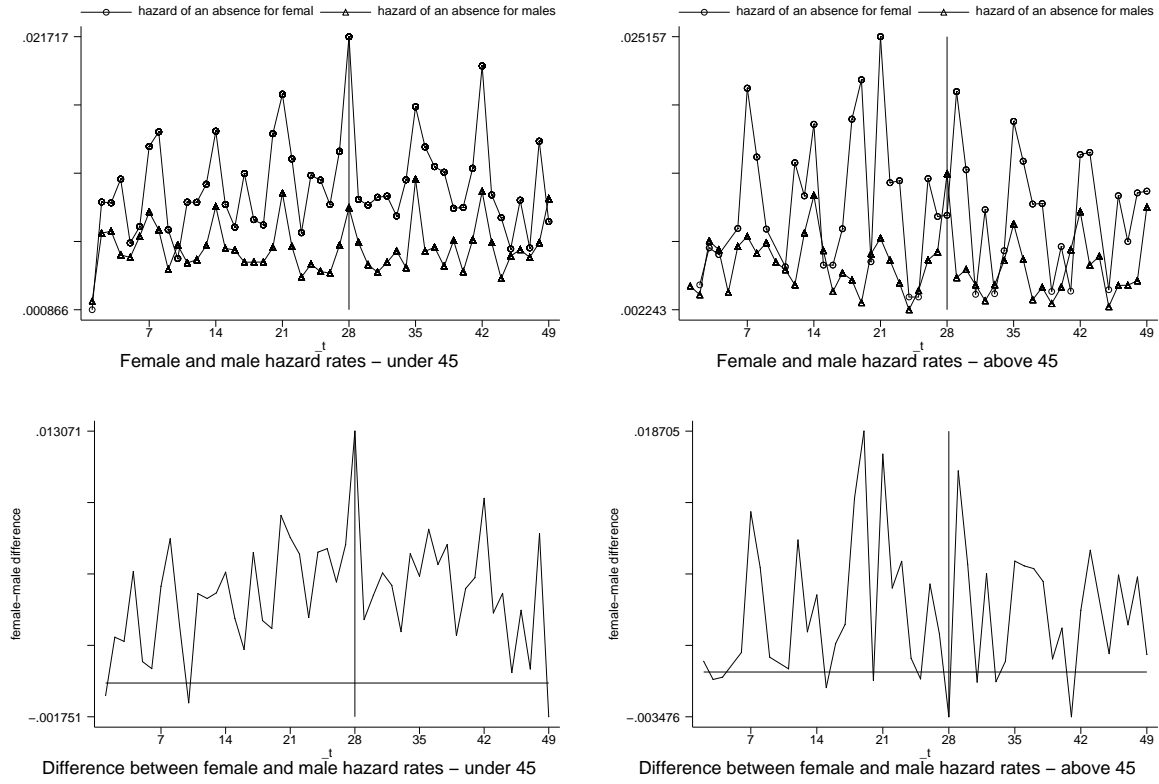 hazard of an absence for femal hazard of an absence for males
.021717
.000866
7 14 21 28 35 42 49
_t
Female and male hazard rates − under 45
hazard of an absence for femal hazard of an absence for males
.025157
.002243
7 14 21 28 35 42 49
_t
Female and male hazard rates − above 45
female−male difference
.013071
−.001751
7 14 21 28 35 42 49
_t
Difference between female and male hazard rates − under 45
female−male difference
.018705
−.003476
7 14 21 28 35 42 49
_t
Difference between female and male hazard rates − above 45